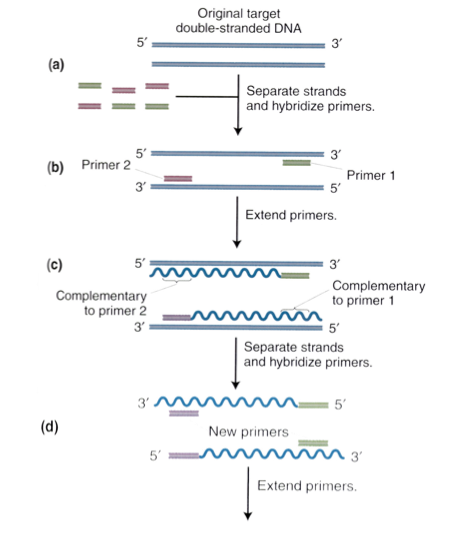 Original target
double-stranded DNA
5′ 3′
(a)
Separate strands
and hybridize primers.
5′ 3′
(b) Primer 2
Primer 1
3′ 5′
Extend primers.
(c) 5′ 3′
Complementary
to primer 1
Complementary
to primer 2
3′ 5′
Separate strands
and hybridize primers.
3′ 5′
(d)
New primers
5′ 3′
Extend primers.